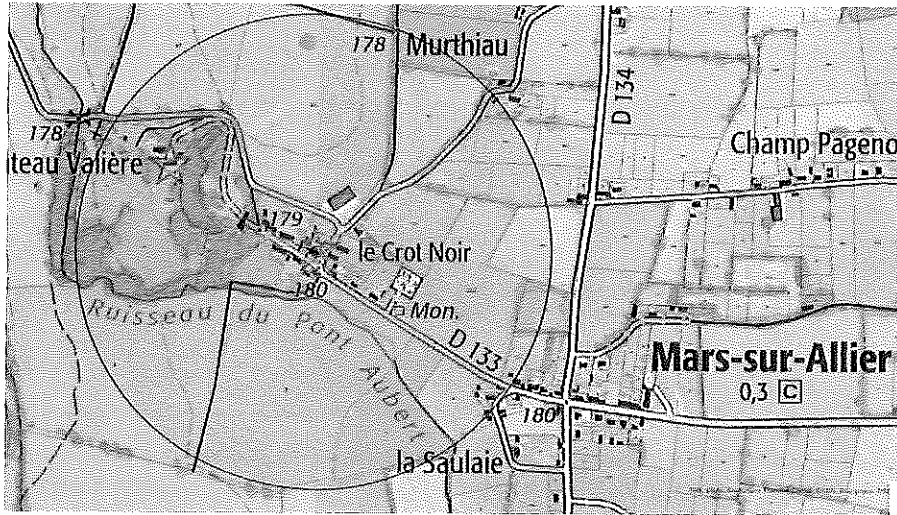 178
Murthiau
D 134
178
iteau Valière
Champ Pageno
179
le Crot Noir
180
Mon.
Ruisseau du Pont Aubert
D 133
Mars-sur-Allier
0,3 C
180
la Saulaie